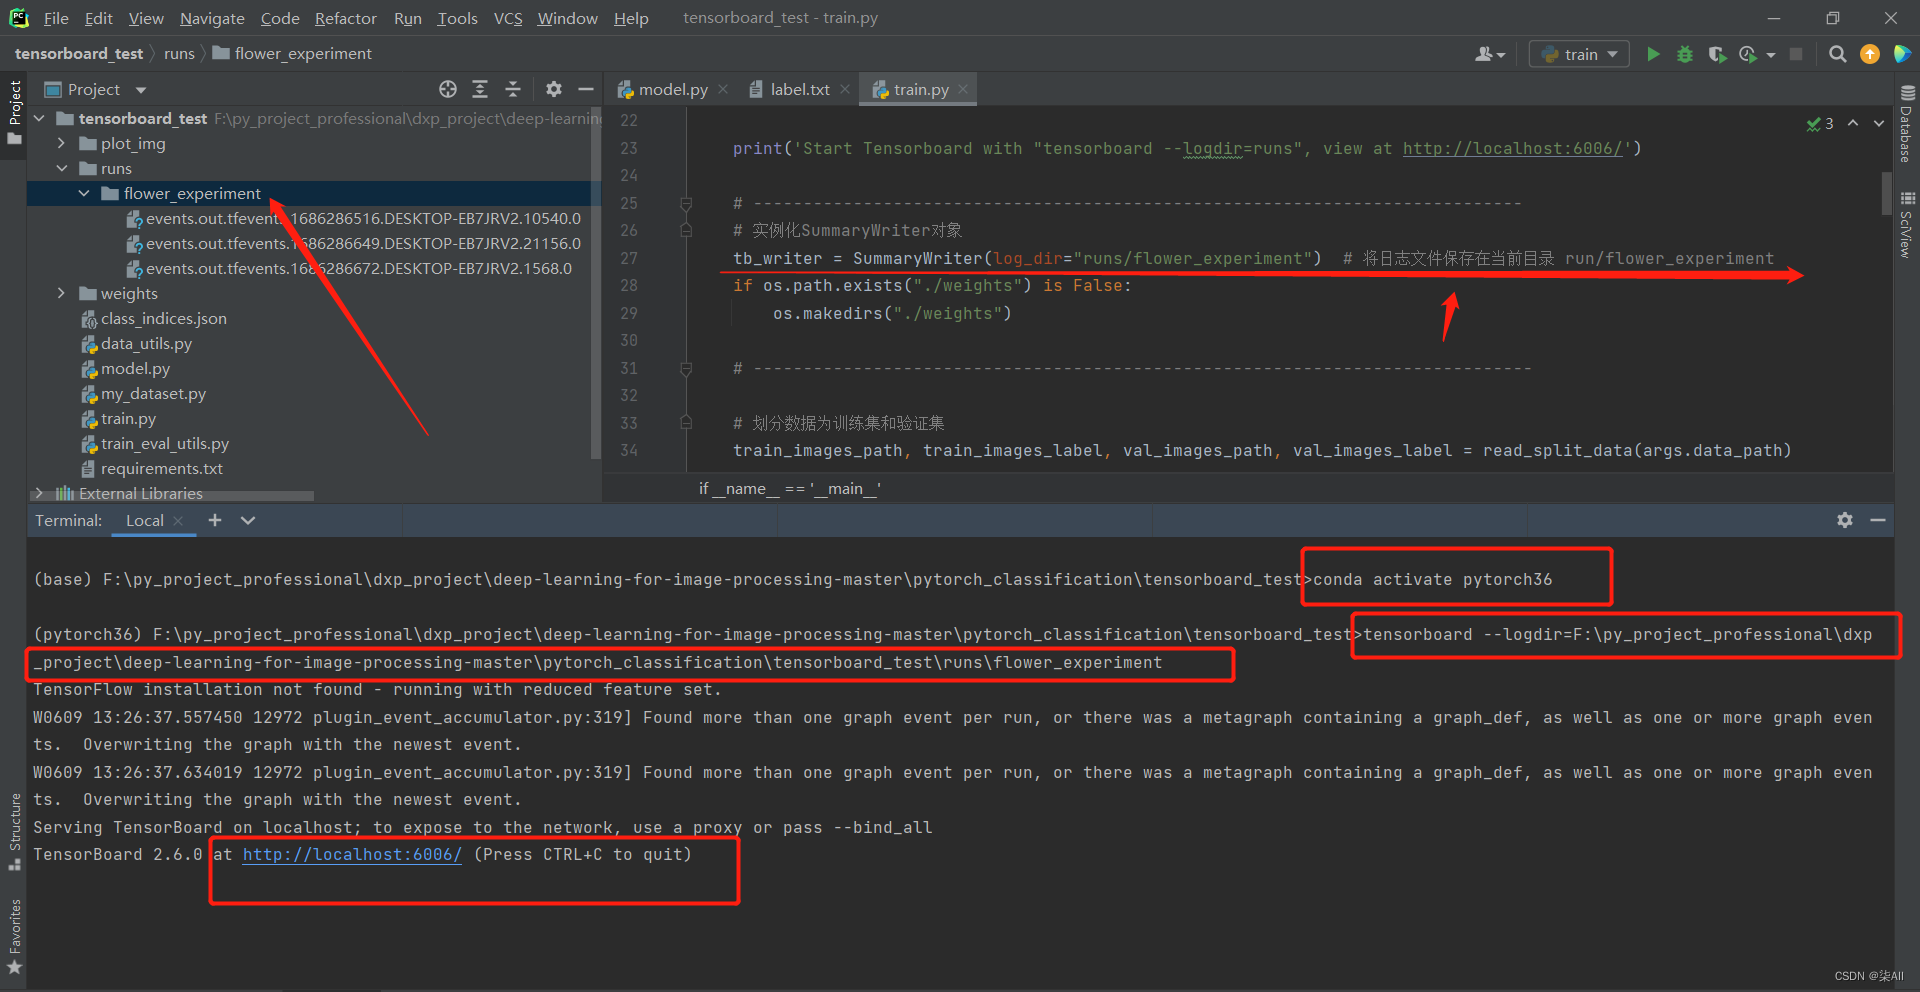 File Edit View Navigate Code Refactor Run Tools VCS Window Help tensorboard_test - train.py
tensorboard_test runs flower_experiment
train
Project
model.py
label.txt
train.py
Project
tensorboard_test F:\py_project_professional\dxp_project\deep-learning
plot_img
runs
flower_experiment
events.out.tfevents.1686286516.DESKTOP-EB7JRV2.10540.0
events.out.tfevents.1686286649.DESKTOP-EB7JRV2.21156.0
events.out.tfevents.1686286672.DESKTOP-EB7JRV2.1568.0
weights
class_indices.json
data_utils.py
model.py
my_dataset.py
train.py
train_eval_utils.py
requirements.txt
External Libraries
3
22
23 print('Start Tensorboard with "tensorboard --logdir=runs", view at http://localhost:6006/')
24
25 # -----------------------------------------------------------------------------
26 # 实例化SummaryWriter对象
27 tb_writer = SummaryWriter(log_dir="runs/flower_experiment") # 将日志文件保存在当前目录 run/flower_experiment
28 if os.path.exists("./weights") is False:
29 os.makedirs("./weights")
30
31 # ------------------------------------------------------------------------------
32
33 # 划分数据为训练集和验证集
34 train_images_path, train_images_label, val_images_path, val_images_label = read_split_data(args.data_path)
if __name__ == '__main__'
Database
SciView
Terminal: Local
(base) F:\py_project_professional\dxp_project\deep-learning-for-image-processing-master\pytorch_classification\tensorboard_test>conda activate pytorch36
(pytorch36) F:\py_project_professional\dxp_project\deep-learning-for-image-processing-master\pytorch_classification\tensorboard_test>tensorboard --logdir=F:\py_project_professional\dxp
_project\deep-learning-for-image-processing-master\pytorch_classification\tensorboard_test\runs\flower_experiment
TensorFlow installation not found - running with reduced feature set.
W0609 13:26:37.557450 12972 plugin_event_accumulator.py:319] Found more than one graph event per run, or there was a metagraph containing a graph_def, as well as one or more graph even
ts.  Overwriting the graph with the newest event.
W0609 13:26:37.634019 12972 plugin_event_accumulator.py:319] Found more than one graph event per run, or there was a metagraph containing a graph_def, as well as one or more graph even
ts.  Overwriting the graph with the newest event.
Serving TensorBoard on localhost; to expose to the network, use a proxy or pass --bind_all
TensorBoard 2.6.0 at http://localhost:6006/ (Press CTRL+C to quit)
Structure
Favorites
CSDN @柒AII